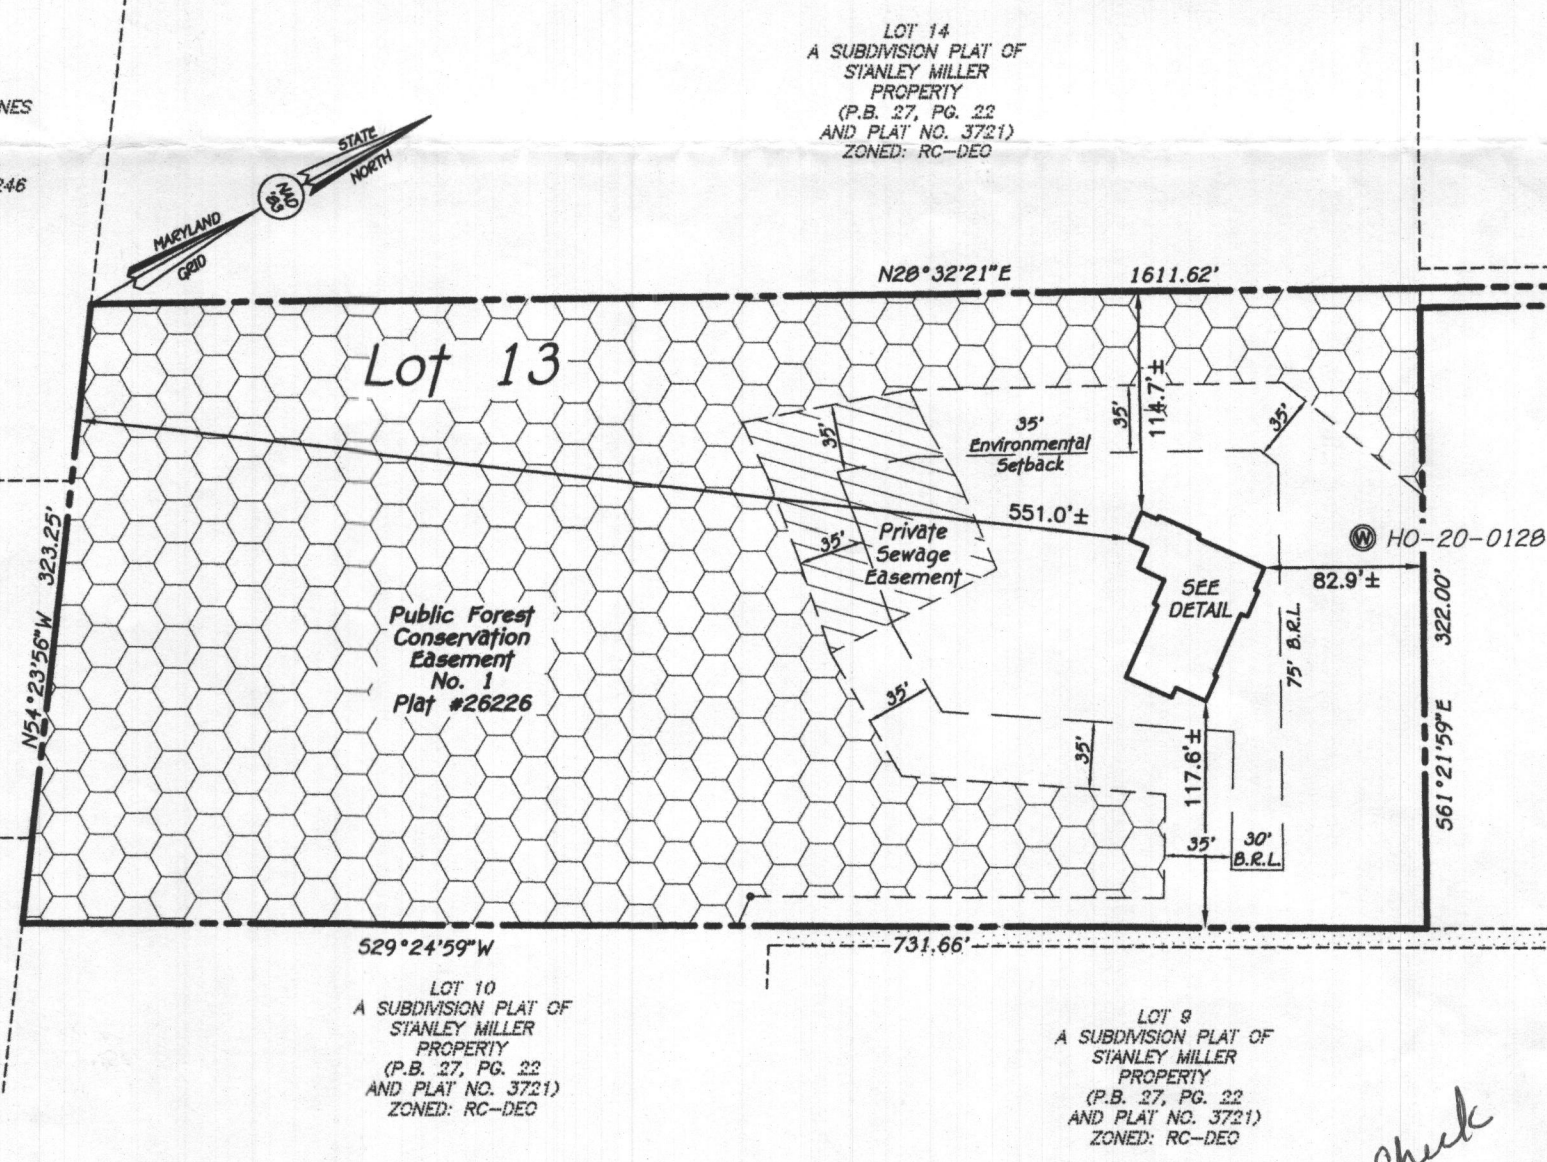 LOT 14
A SUBDIVISION PLAT OF
STANLEY MILLER
PROPERTY
(P.B. 27, PG. 22
AND PLAT NO. 3721)
ZONED: RC-DEO
NES
246
STATE
NORTH
NAD
'83
MARYLAND
GRID
N28°32'21"E 1611.62'
Lot 13
114.7'±
35'
35'
35'
35'
Environmental
Setback
551.0'±
W HO-20-0128
Private
Sewage
Easement
35'
82.9'±
SEE
DETAIL
322.00'
S61°21'59"E
75' B.R.L.
N54°23'56"W 323.25'
Public Forest
Conservation
Easement
No. 1
Plat #26226
35'
35'
117.6'±
35'
30'
B.R.L.
S29°24'59"W
731.66'
LOT 10
A SUBDIVISION PLAT OF
STANLEY MILLER
PROPERTY
(P.B. 27, PG. 22
AND PLAT NO. 3721)
ZONED: RC-DEO
LOT 9
A SUBDIVISION PLAT OF
STANLEY MILLER
PROPERTY
(P.B. 27, PG. 22
AND PLAT NO. 3721)
ZONED: RC-DEO